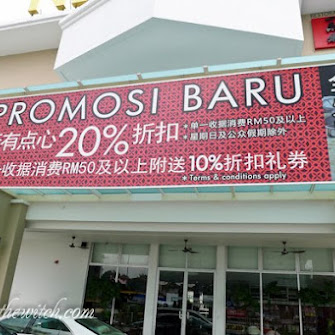 PROMOSI BARU
有点心20%折扣
• 单一收据消费RM50及以上
• 星期日及公众假期除外
收据消费RM50及以上附送10%折扣礼券
• Terms & conditions apply
thewitch.com